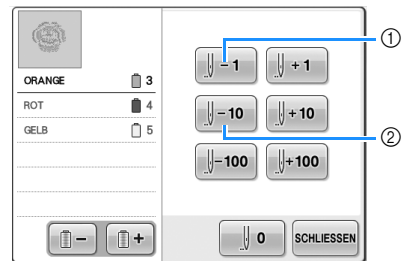 − 1 + 1 ①
ORANGE 3
ROT 4
− 10 + 10
GELB 5 ②
−100 +100
− +
0 SCHLIESSEN